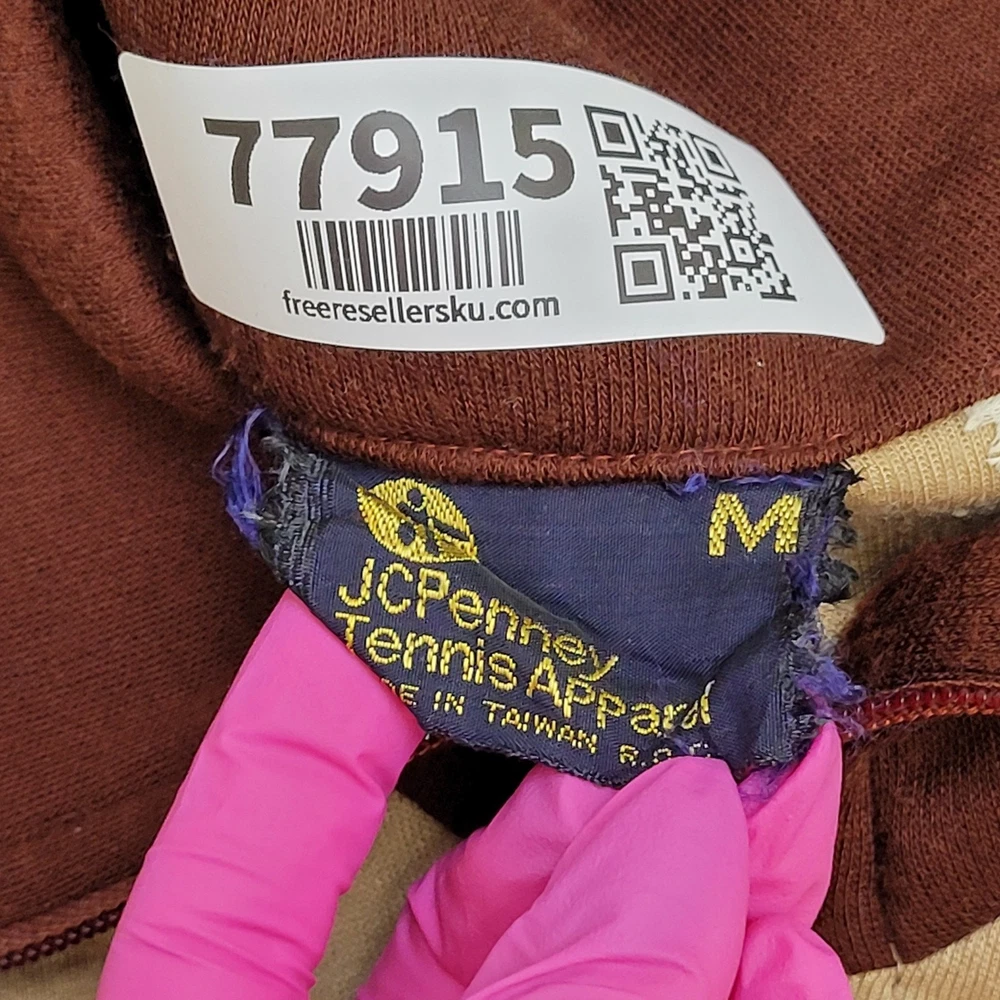 77915
freeresellersku.com
M
JCPenney
Tennis Apparel
IN TAIWAN R.O.